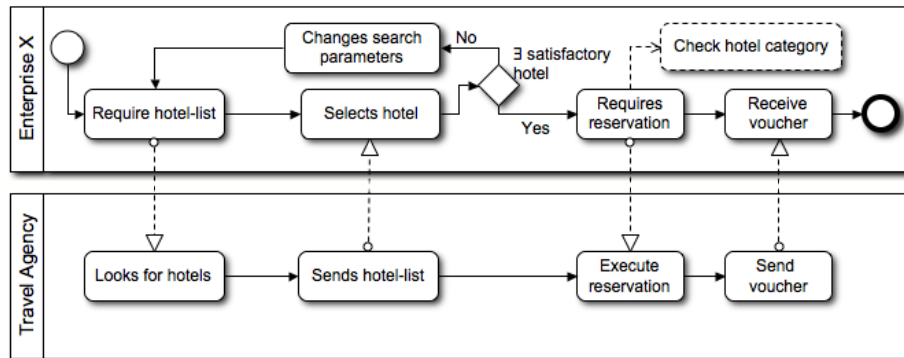 Enterprise X
Changes search
parameters
No
∃ satisfactory
hotel
Check hotel category
Require hotel-list
Selects hotel
Yes
Requires
reservation
Receive
voucher
Travel Agency
Looks for hotels
Sends hotel-list
Execute
reservation
Send
voucher